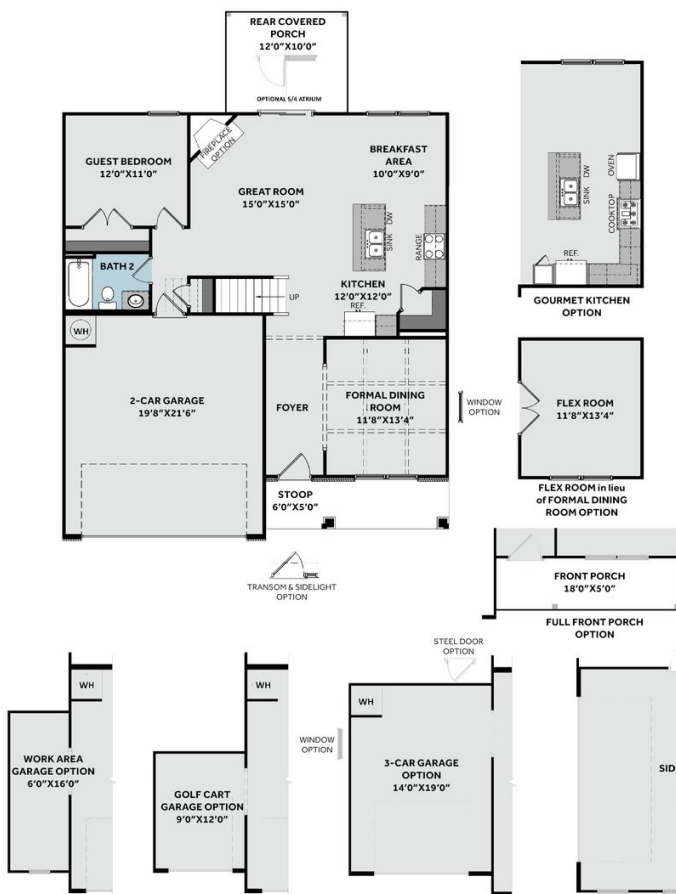 REAR COVERED
PORCH
12'0"X10'0"
OPTIONAL 5/4 ATRIUM
FIREPLACE
OPTION
GUEST BEDROOM
12'0"X11'0"
GREAT ROOM
15'0"X15'0"
BREAKFAST
AREA
10'0"X9'0"
SINK DW
RANGE
BATH 2
UP
KITCHEN
12'0"X12'0"
REF.
WH
2-CAR GARAGE
19'8"X21'6"
FOYER
FORMAL DINING
ROOM
11'8"X13'4"
STOOP
6'0"X5'0"
TRANSOM & SIDELIGHT
OPTION
WINDOW
OPTION
SINK DW
OVEN
COOKTOP
REF.
GOURMET KITCHEN
OPTION
FLEX ROOM
11'8"X13'4"
FLEX ROOM in lieu
of FORMAL DINING
ROOM OPTION
FRONT PORCH
18'0"X5'0"
FULL FRONT PORCH
OPTION
WH
WORK AREA
GARAGE OPTION
6'0"X16'0"
WH
GOLF CART
GARAGE OPTION
9'0"X12'0"
WINDOW
OPTION
STEEL DOOR
OPTION
WH
3-CAR GARAGE
OPTION
14'0"X19'0"
SID